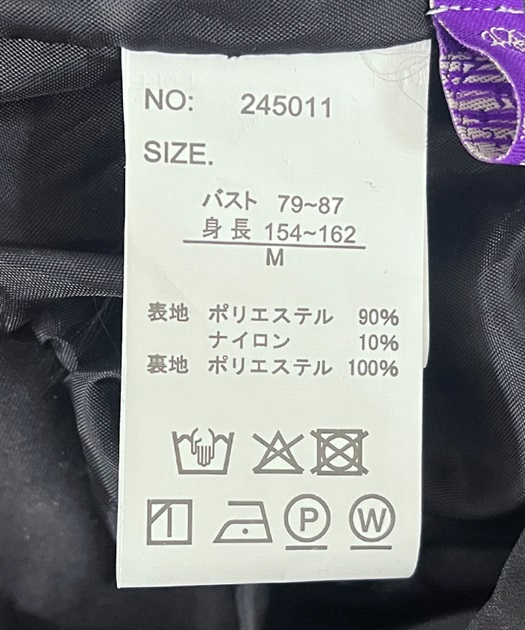 NO: 245011
SIZE.
バスト 79~87
身長 154~162
M
表地 ポリエステル 90%
ナイロン 10%
裏地 ポリエステル 100%
P W